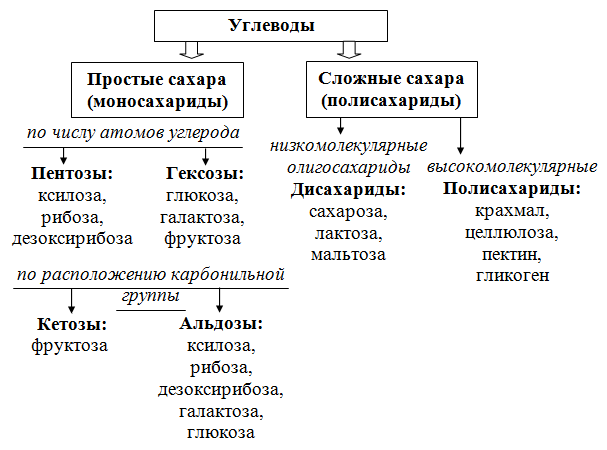 Углеводы
Простые сахара
(моносахариды)
Сложные сахара
(полисахариды)
по числу атомов углерода
Пентозы:
ксилоза,
рибоза,
дезоксирибоза
Гексозы:
глюкоза,
галактоза,
фруктоза
низкомолекулярные
олигосахариды
Дисахариды:
сахароза,
лактоза,
мальтоза
высокомолекулярные
Полисахариды:
крахмал,
целлюлоза,
пектин,
гликоген
по расположению карбонильной
группы
Кетозы:
фруктоза
Альдозы:
ксилоза,
рибоза,
дезоксирибоза,
галактоза,
глюкоза